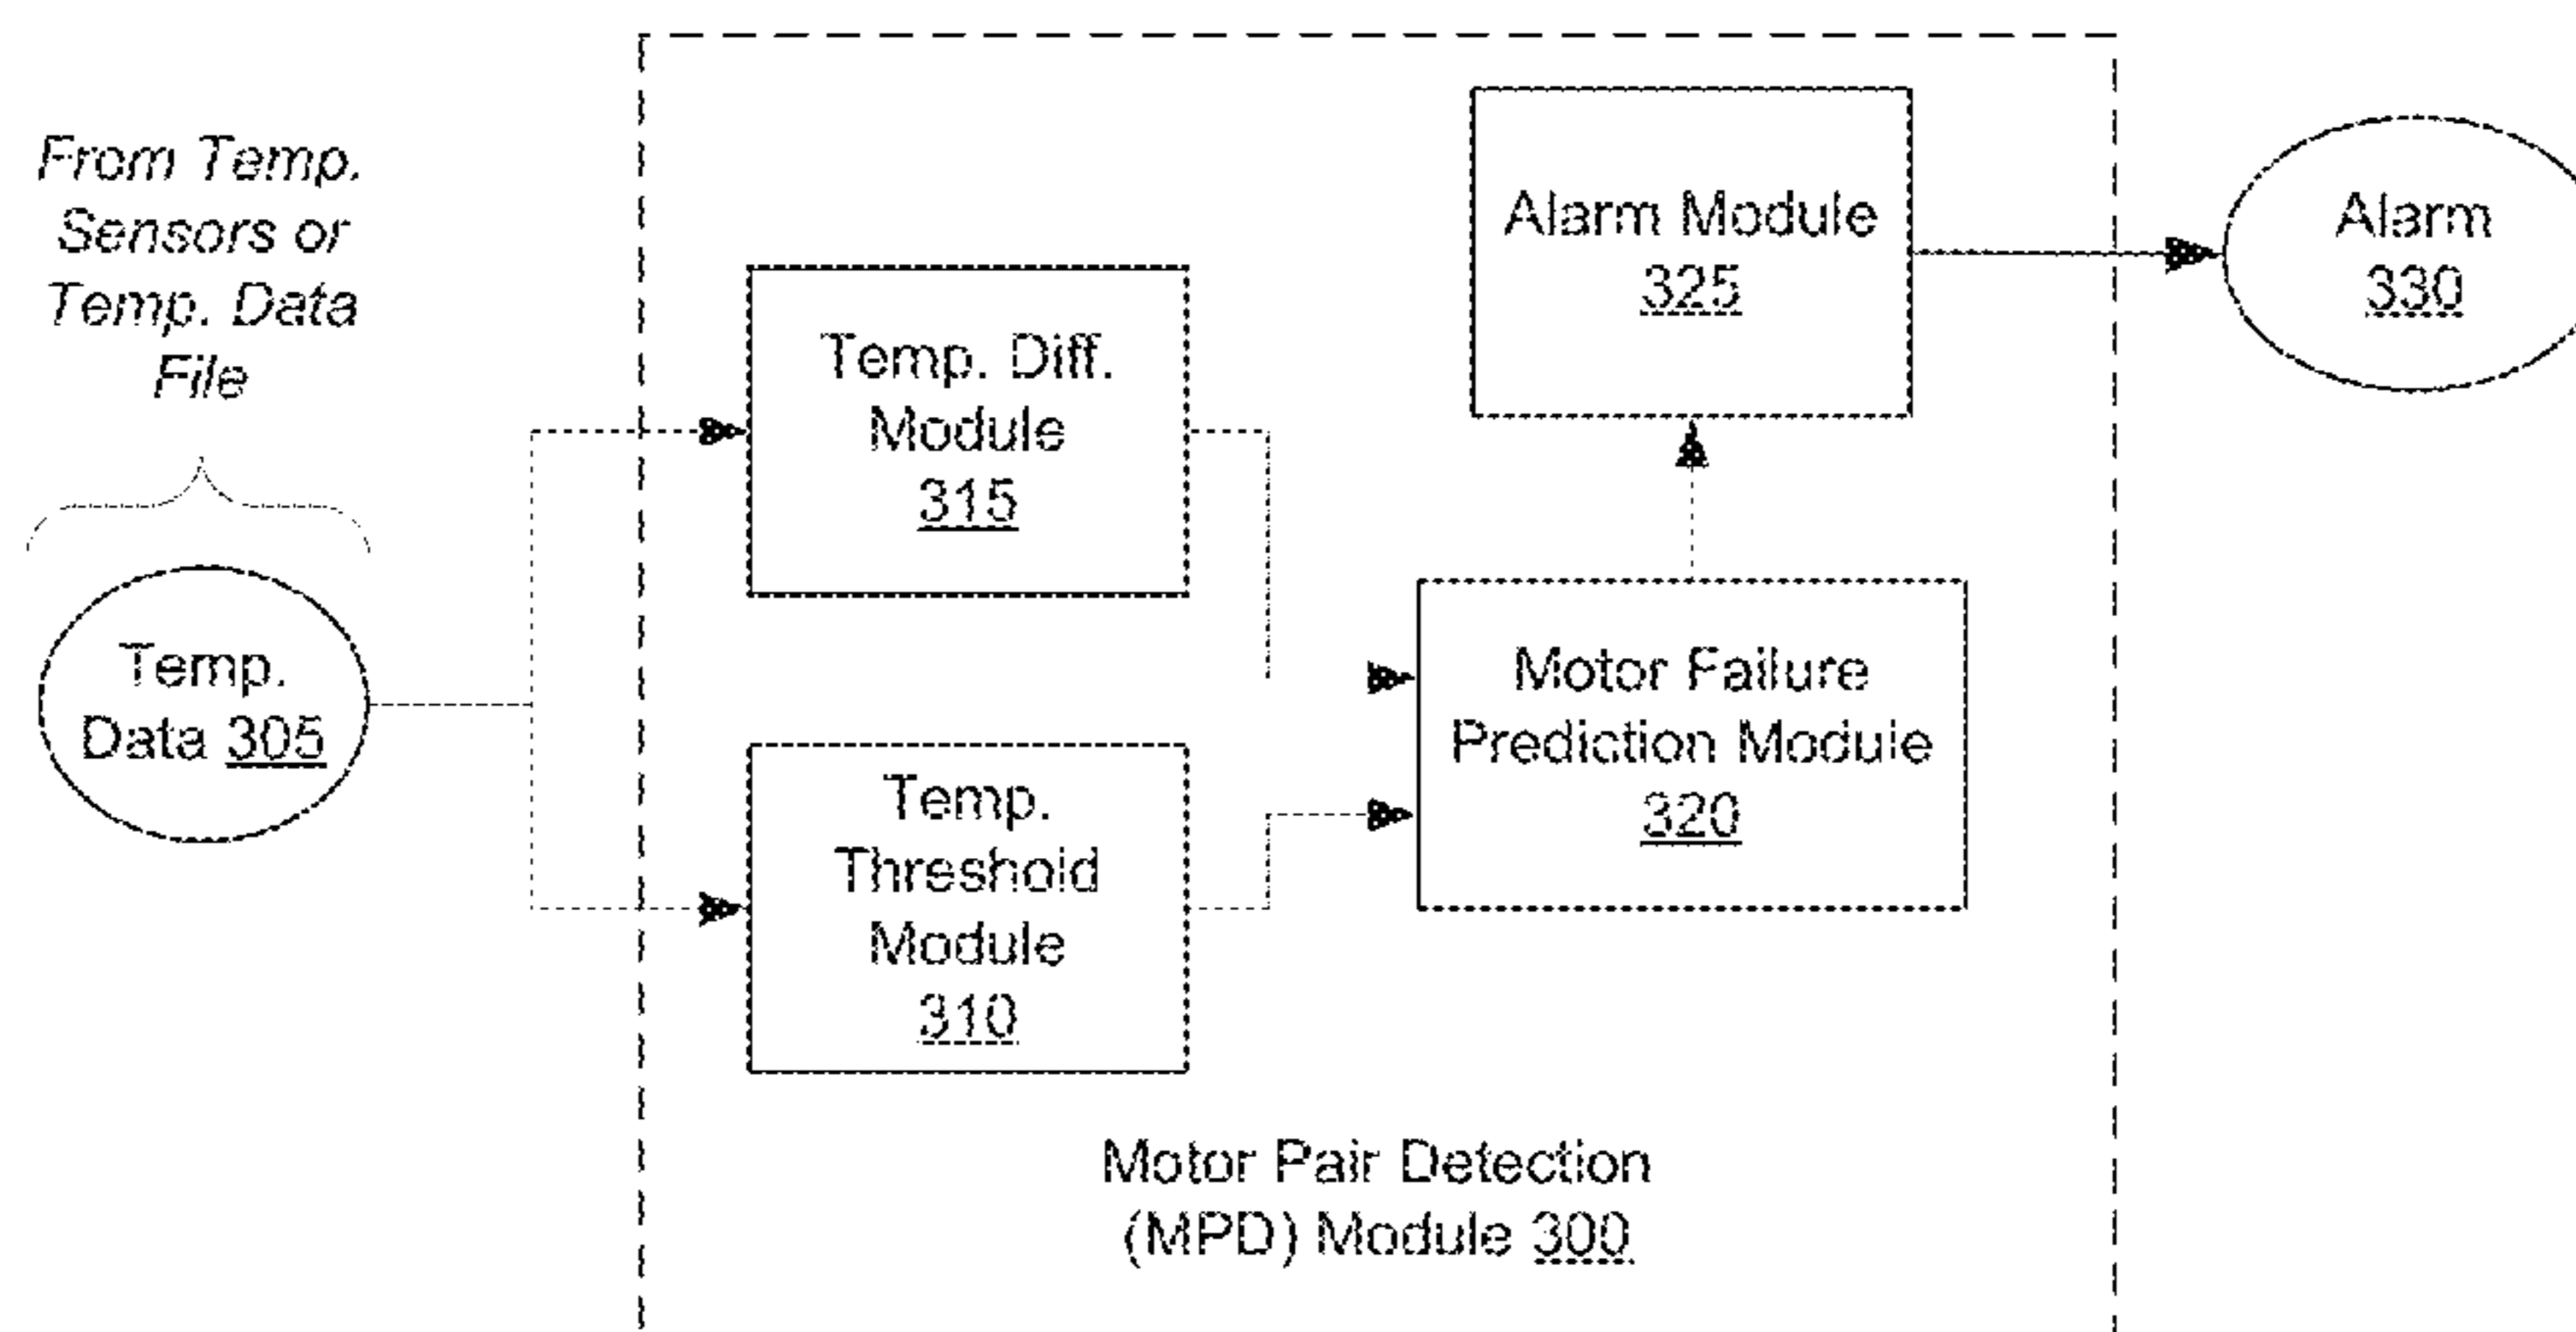 From Temp.
Sensors or
Temp. Data
File
Temp.
Data 305
Temp. Diff.
Module
315
Temp.
Threshold
Module
310
Alarm Module
325
Motor Failure
Prediction Module
320
Alarm
330
Motor Pair Detection
(MPD) Module 300